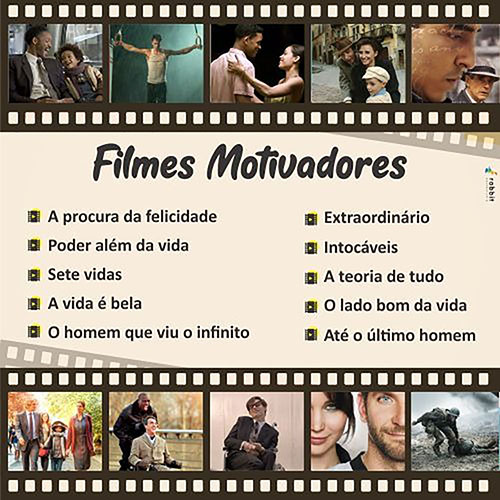 Filmes Motivadores
A procura da felicidade
Poder além da vida
Sete vidas
A vida é bela
O homem que viu o infinito
Extraordinário
Intocáveis
A teoria de tudo
O lado bom da vida
Até o último homem
rabbit